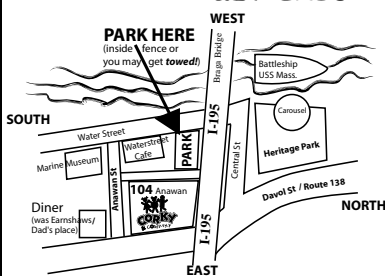 WEST
PARK HERE
(inside fence or
you may get towed!)
Braga Bridge
Battleship
USS Mass.
SOUTH
I-195
Carousel
Water Street
Waterstreet
Cafe
PARK
Central St
Heritage Park
Marine Museum
Anawan St
104 Anawan
CORKY
Davol St / Route 138
Diner
(was Earnshaws/
Dad's place)
NORTH
I-195
EAST